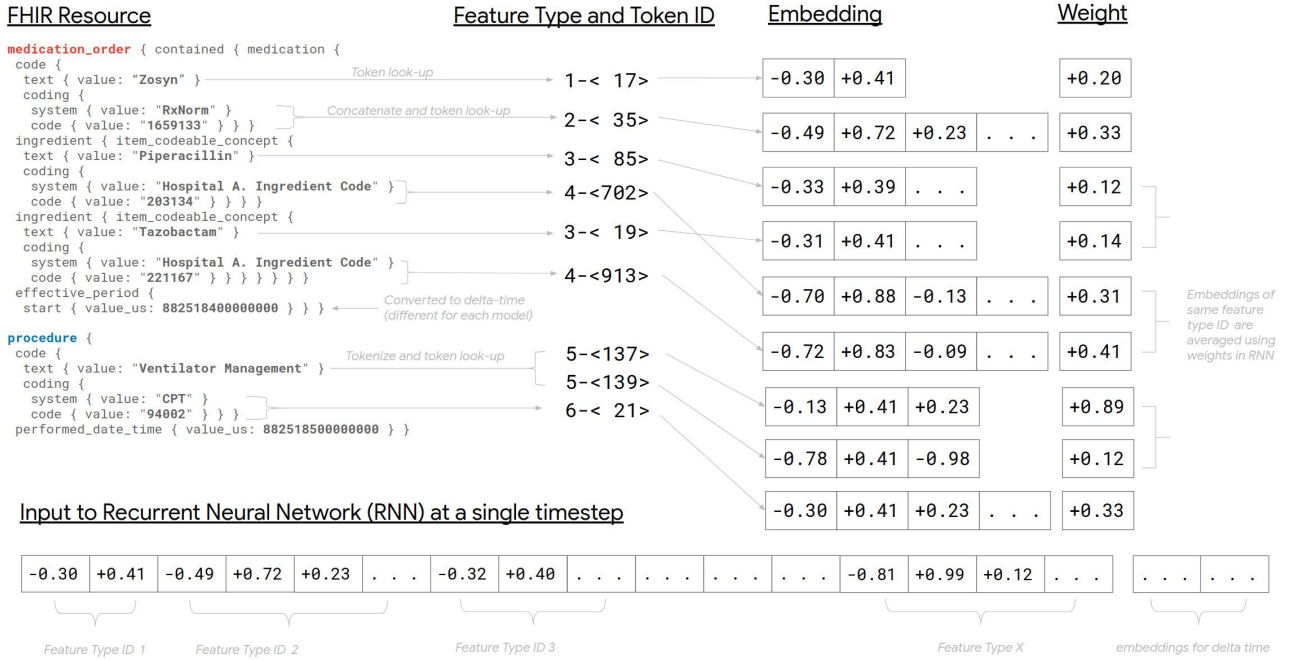 FHIR Resource
Feature Type and Token ID
Embedding
Weight
medication_order { contained { medication {
code {
text { value: "Zosyn" }
Token look-up
1-< 17>
-0.30 +0.41
+0.20
coding {
system { value: "RxNorm" }
code { value: "1659133" } } }
Concatenate and token look-up
2-< 35>
-0.49 +0.72 +0.23 . . .
+0.33
ingredient { item_codeable_concept {
text { value: "Piperacillin" }
3-< 85>
-0.33 +0.39 . . .
+0.12
coding {
system { value: "Hospital A. Ingredient Code" }
code { value: "203134" } } } }
4-<702>
-0.31 +0.41 . . .
+0.14
ingredient { item_codeable_concept {
text { value: "Tazobactam" }
3-< 19>
coding {
system { value: "Hospital A. Ingredient Code" }
code { value: "221167" } } } } } } }
4-<913>
-0.70 +0.88 -0.13 . . .
+0.31
effective_period {
start { value_us: 882518400000000 } } }
Converted to delta-time
(different for each model)
Embeddings of
same feature
type ID are
averaged using
weights in RNN
procedure {
code {
text { value: "Ventilator Management" }
Tokenize and token look-up
5-<137>
5-<139>
-0.72 +0.83 -0.09 . . .
+0.41
coding {
system { value: "CPT" }
code { value: "94002" } } }
6-< 21>
-0.13 +0.41 +0.23
+0.89
performed_date_time { value_us: 882518500000000 } }
-0.78 +0.41 -0.98
+0.12
-0.30 +0.41 +0.23 . . .
+0.33
Input to Recurrent Neural Network (RNN) at a single timestep
-0.30 +0.41 -0.49 +0.72 +0.23 . . . -0.32 +0.40 . . . . . . . . . . . . -0.81 +0.99 +0.12 . . . . . . . . .
Feature Type ID 1
Feature Type ID 2
Feature Type ID 3
Feature Type X
embeddings for delta time